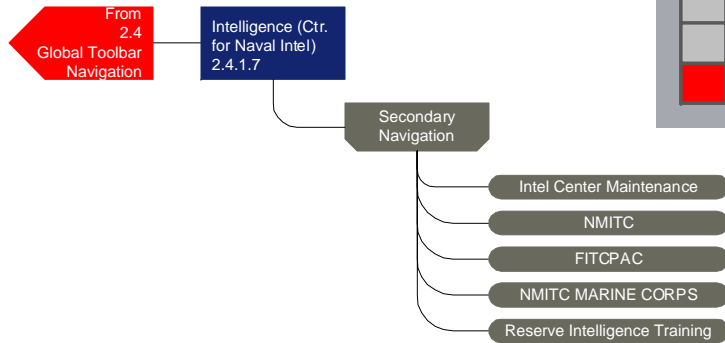 From
2.4
Global Toolbar
Navigation
Intelligence (Ctr.
for Naval Intel)
2.4.1.7
Secondary
Navigation
Intel Center Maintenance
NMITC
FITCPAC
NMITC MARINE CORPS
Reserve Intelligence Training